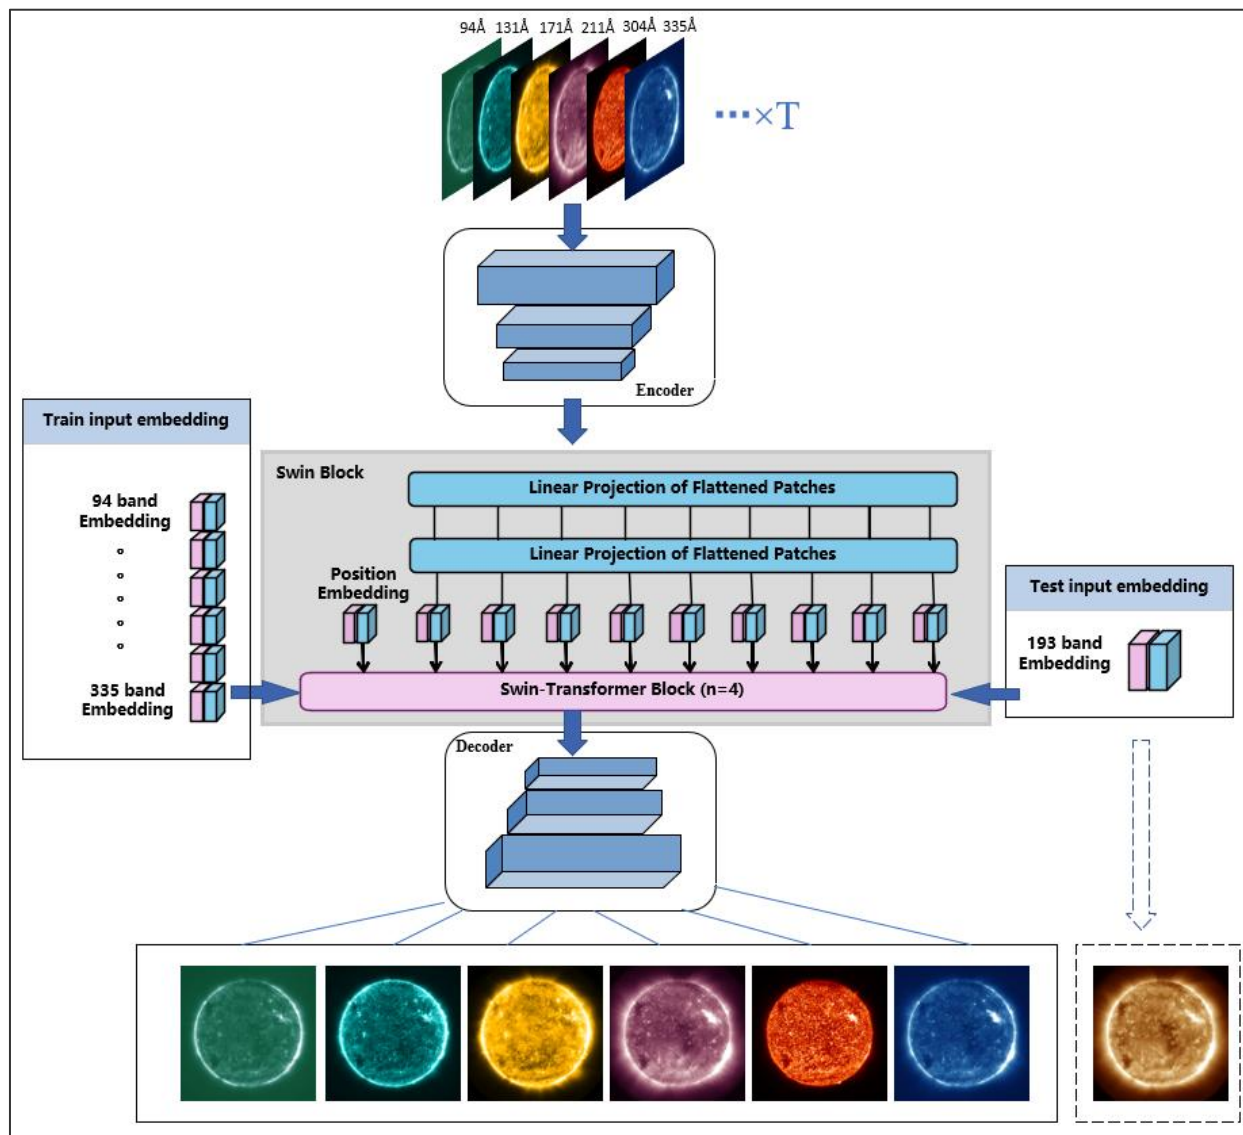 94Å 131Å 171Å 211Å 304Å 335Å
···×T
Encoder
Train input embedding
94 band
Embedding
335 band
Embedding
Swin Block
Linear Projection of Flattened Patches
Linear Projection of Flattened Patches
Position
Embedding
Swin-Transformer Block (n=4)
Test input embedding
193 band
Embedding
Decoder